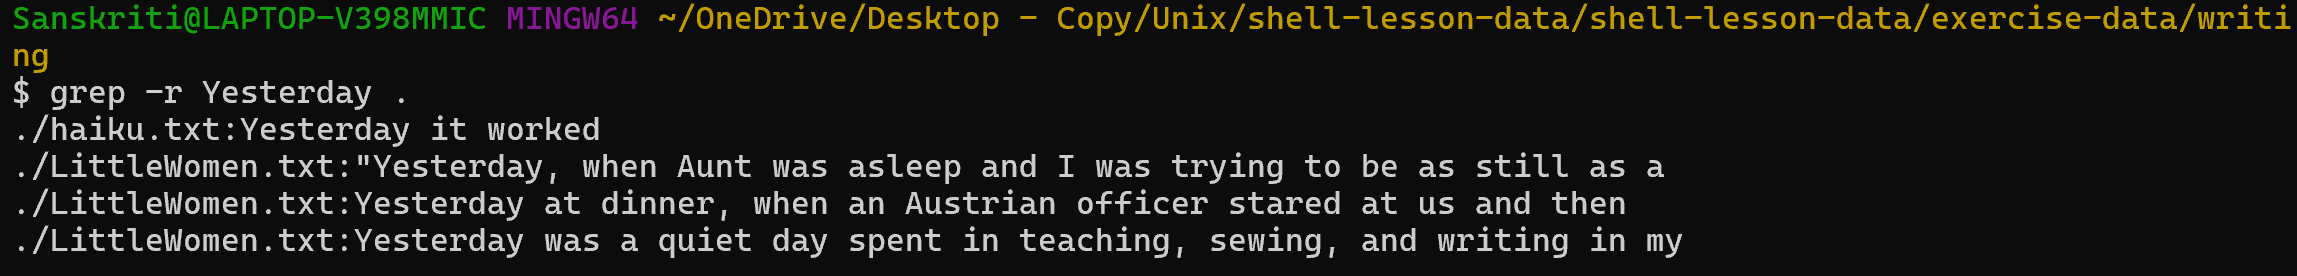 Sanskriti@LAPTOP-V398MMIC MINGW64 ~/OneDrive/Desktop - Copy/Unix/shell-lesson-data/shell-lesson-data/exercise-data/writi
ng
$ grep -r Yesterday .
./haiku.txt:Yesterday it worked
./LittleWomen.txt:"Yesterday, when Aunt was asleep and I was trying to be as still as a
./LittleWomen.txt:Yesterday at dinner, when an Austrian officer stared at us and then
./LittleWomen.txt:Yesterday was a quiet day spent in teaching, sewing, and writing in my